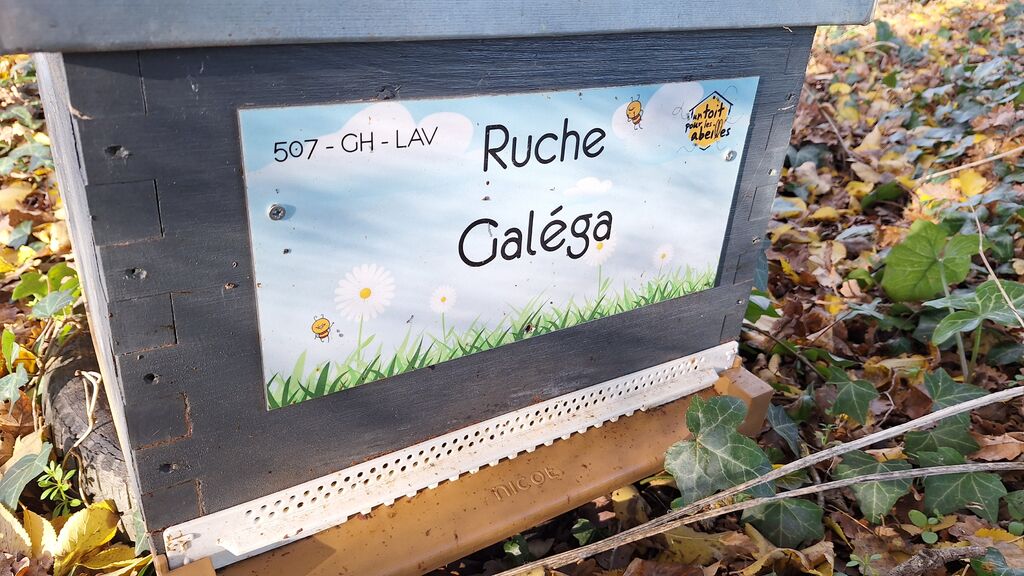 507 - GH - LAV
Ruche
Galéga
un toit
pour les
abeilles
NICOT